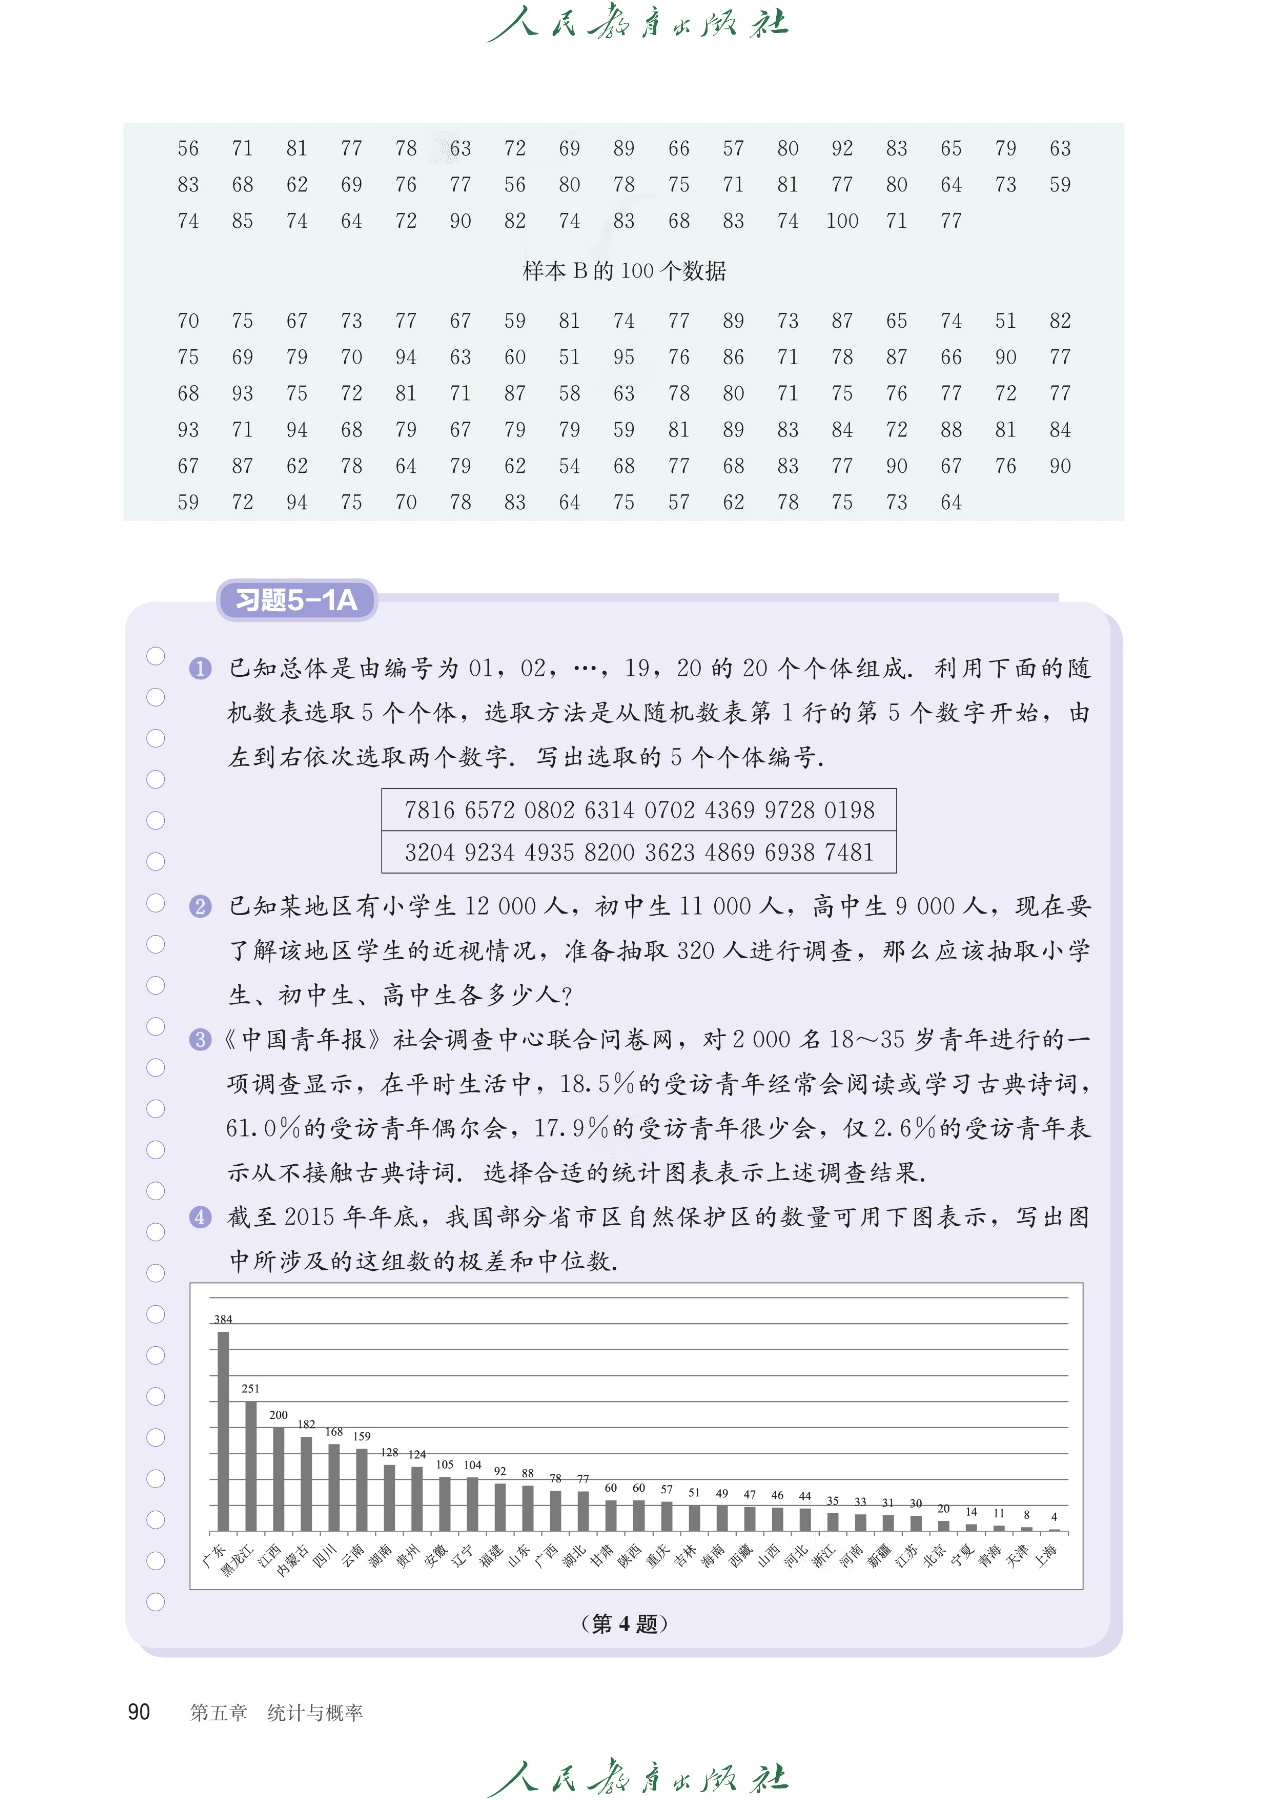 人民教育出版社
56 71 81 77 78 63 72 69 89 66 57 80 92 83 65 79 63
83 68 62 69 76 77 56 80 78 75 71 81 77 80 64 73 59
74 85 74 64 72 90 82 74 83 68 83 74 100 71 77
样本 B 的 100 个数据
70 75 67 73 77 67 59 81 74 77 89 73 87 65 74 51 82
75 69 79 70 94 63 60 51 95 76 86 71 78 87 66 90 77
68 93 75 72 81 71 87 58 63 78 80 71 75 76 77 72 77
93 71 94 68 79 67 79 79 59 81 89 83 84 72 88 81 84
67 87 62 78 64 79 62 54 68 77 68 83 77 90 67 76 90
59 72 94 75 70 78 83 64 75 57 62 78 75 73 64
习题5-1A
❶ 已知总体是由编号为 01，02，…，19，20 的 20 个个体组成. 利用下面的随
机数表选取 5 个个体，选取方法是从随机数表第 1 行的第 5 个数字开始，由
左到右依次选取两个数字. 写出选取的 5 个个体编号.
7816 6572 0802 6314 0702 4369 9728 0198
3204 9234 4935 8200 3623 4869 6938 7481
❷ 已知某地区有小学生 12 000 人，初中生 11 000 人，高中生 9 000 人，现在要
了解该地区学生的近视情况，准备抽取 320 人进行调查，那么应该抽取小学
生、初中生、高中生各多少人?
❸《中国青年报》社会调查中心联合问卷网，对 2 000 名 18～35 岁青年进行的一
项调查显示，在平时生活中，18.5%的受访青年经常会阅读或学习古典诗词，
61.0%的受访青年偶尔会，17.9%的受访青年很少会，仅 2.6%的受访青年表
示从不接触古典诗词. 选择合适的统计图表表示上述调查结果.
❹ 截至 2015 年年底，我国部分省市区自然保护区的数量可用下图表示，写出图
中所涉及的这组数的极差和中位数.
384 251 200 182 168 159 128 124 105 104 92 88 78 77 60 60 57 51 49 47 46 44 35 33 31 30 20 14 11 8 4
广东 黑龙江 江西 内蒙古 四川 云南 湖南 贵州 安徽 辽宁 福建 山东 广西 湖北 甘肃 陕西 重庆 吉林 海南 西藏 山西 河北 浙江 河南 新疆 江苏 北京 宁夏 青海 天津 上海
（第 4 题）
90 第五章 统计与概率
人民教育出版社